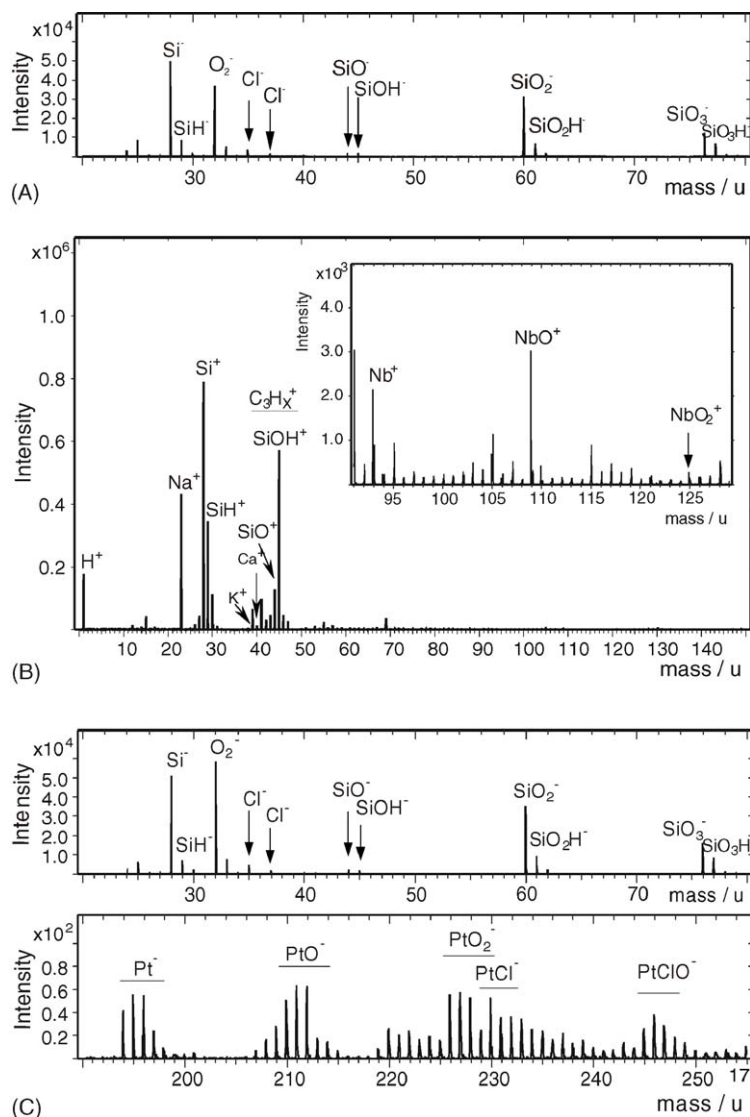 x10⁴
Intensity
5.0
4.0
3.0
2.0
1.0
Si⁻
SiH⁻
O₂⁻
Cl⁻
Cl⁻
SiO⁻
SiOH⁻
SiO₂⁻
SiO₂H⁻
SiO₃⁻
SiO₃H⁻
30 40 50 60 70
mass / u
(A)
x10⁶
Intensity
0.8
0.6
0.4
0.2
1.0
H⁺
Na⁺
Si⁺
SiH⁺
C₃Hₓ⁺
SiOH⁺
SiO⁺
Ca⁺
K⁺
10 20 30 40 50 60 70 80 90 100 110 120 130 140
mass / u
x10³
Intensity
4.0
3.0
2.0
1.0
Nb⁺
NbO⁺
NbO₂⁺
95 100 105 110 115 120 125
mass / u
(B)
x10⁴
Intensity
5.0
4.0
3.0
2.0
1.0
Si⁻
SiH⁻
O₂⁻
Cl⁻
Cl⁻
SiO⁻
SiOH⁻
SiO₂⁻
SiO₂H⁻
SiO₃⁻
SiO₃H⁻
30 40 50 60 70
mass / u
x10²
Intensity
0.8
0.6
0.4
0.2
Pt⁻
PtO⁻
PtO₂⁻
PtCl⁻
PtClO⁻
200 210 220 230 240 250 17
mass / u
(C)